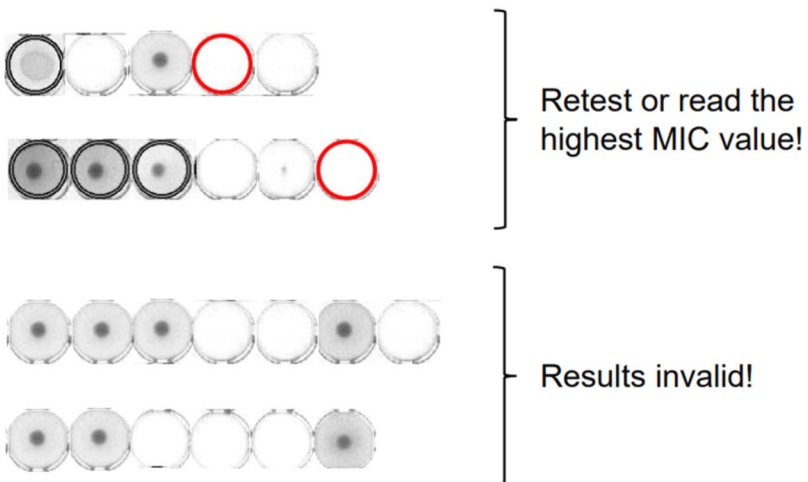 Retest or read the
highest MIC value!
Results invalid!